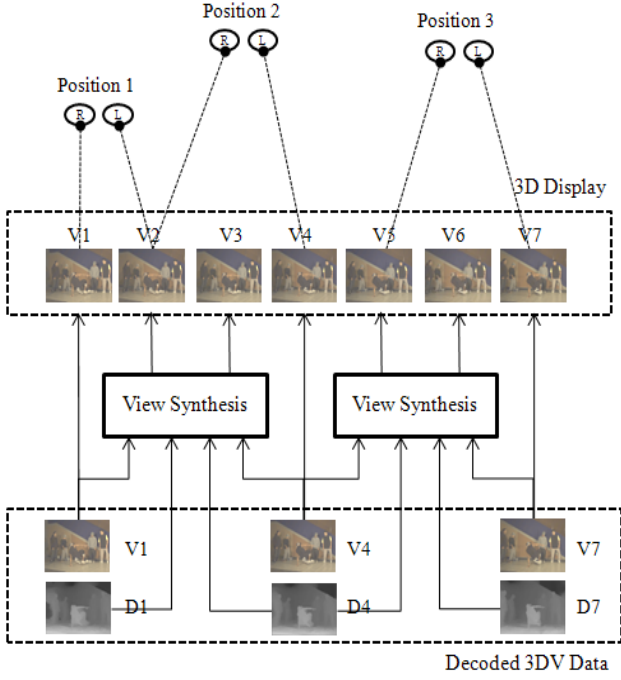 Position 2
Position 3
R L
R L
Position 1
R L
3D Display
V1 V2 V3 V4 V5 V6 V7
View Synthesis View Synthesis
V1 V4 V7
D1 D4 D7
Decoded 3DV Data